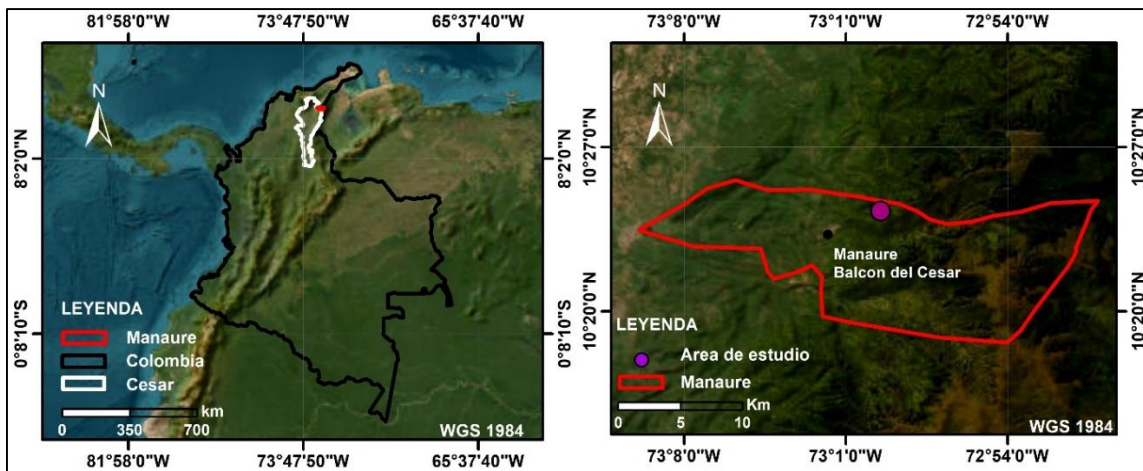 81°58'0"W 73°47'50"W 65°37'40"W
N
8°2'0"N
8°2'0"N
0°8'10"S
0°8'10"S
LEYENDA
Manaure
Colombia
Cesar
km
0 350 700
WGS 1984
81°58'0"W 73°47'50"W 65°37'40"W
73°8'0"W 73°1'0"W 72°54'0"W
N
10°27'0"N
10°27'0"N
Manaure
Balcon del Cesar
10°20'0"N
10°20'0"N
LEYENDA
Area de estudio
Manaure
Km
0 5 10
WGS 1984
73°8'0"W 73°1'0"W 72°54'0"W